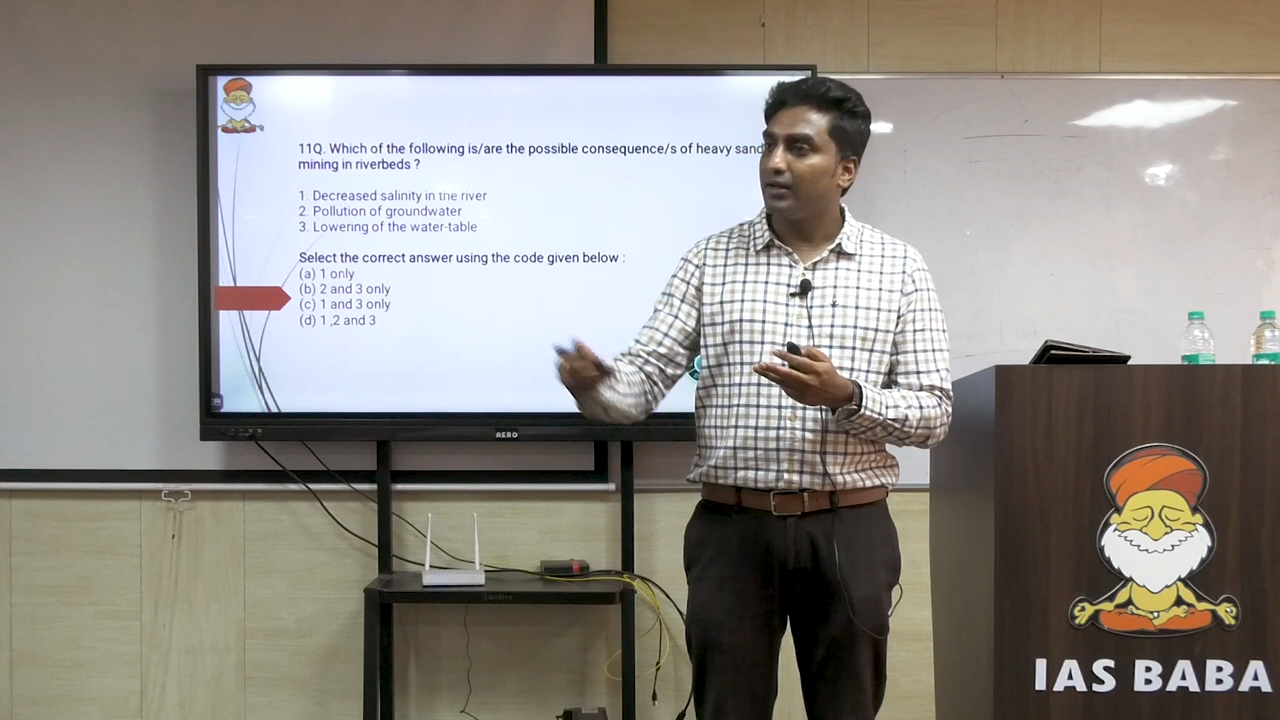 11Q. Which of the following is/are the possible consequence/s of heavy sand
mining in riverbeds ?
1. Decreased salinity in the river
2. Pollution of groundwater
3. Lowering of the water-table
Select the correct answer using the code given below :
(a) 1 only
(b) 2 and 3 only
(c) 1 and 3 only
(d) 1 ,2 and 3
AERO
IAS BABA